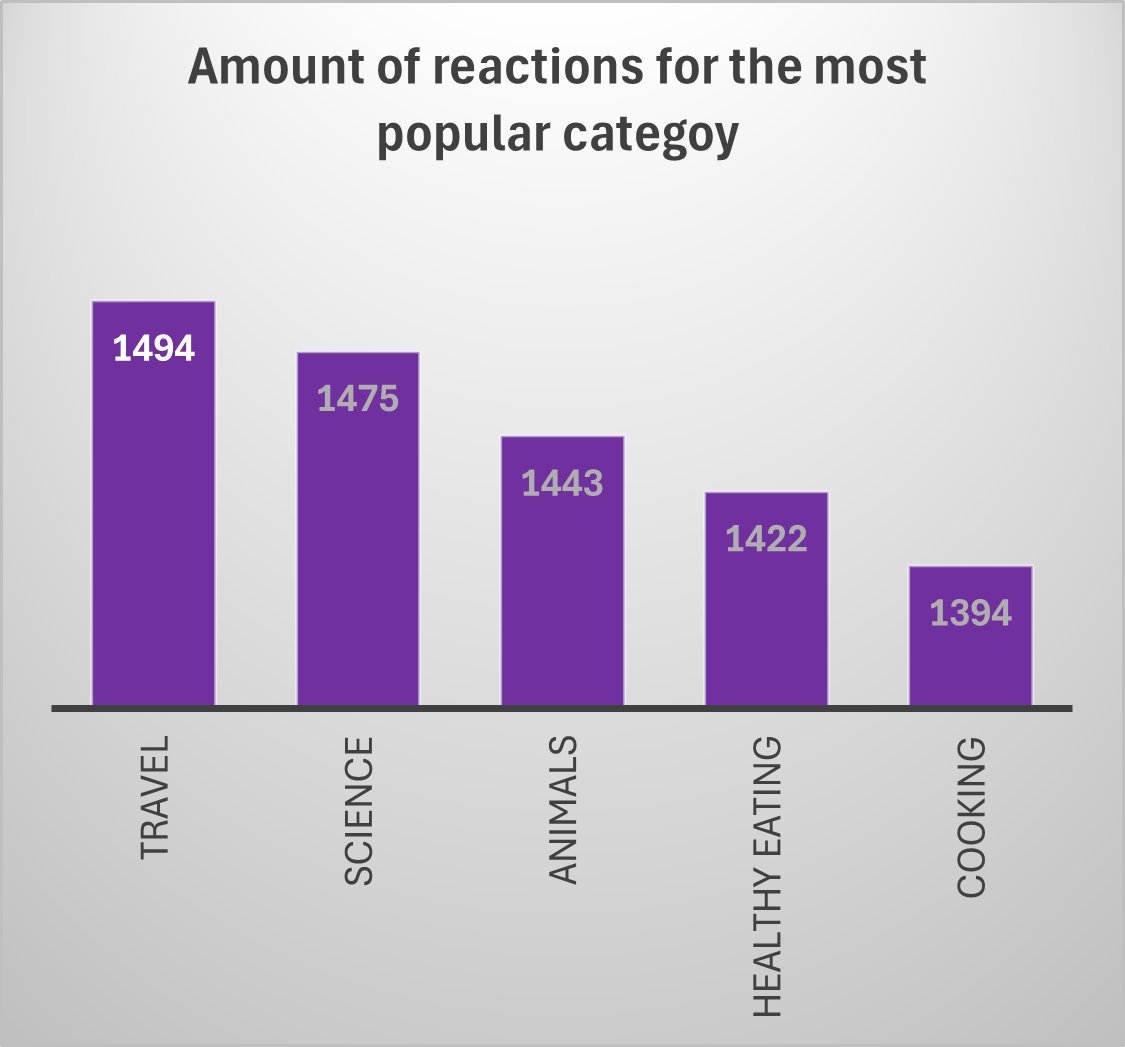 Amount of reactions for the most
popular categoy
1494
1475
1443
1422
1394
TRAVEL
SCIENCE
ANIMALS
HEALTHY EATING
COOKING